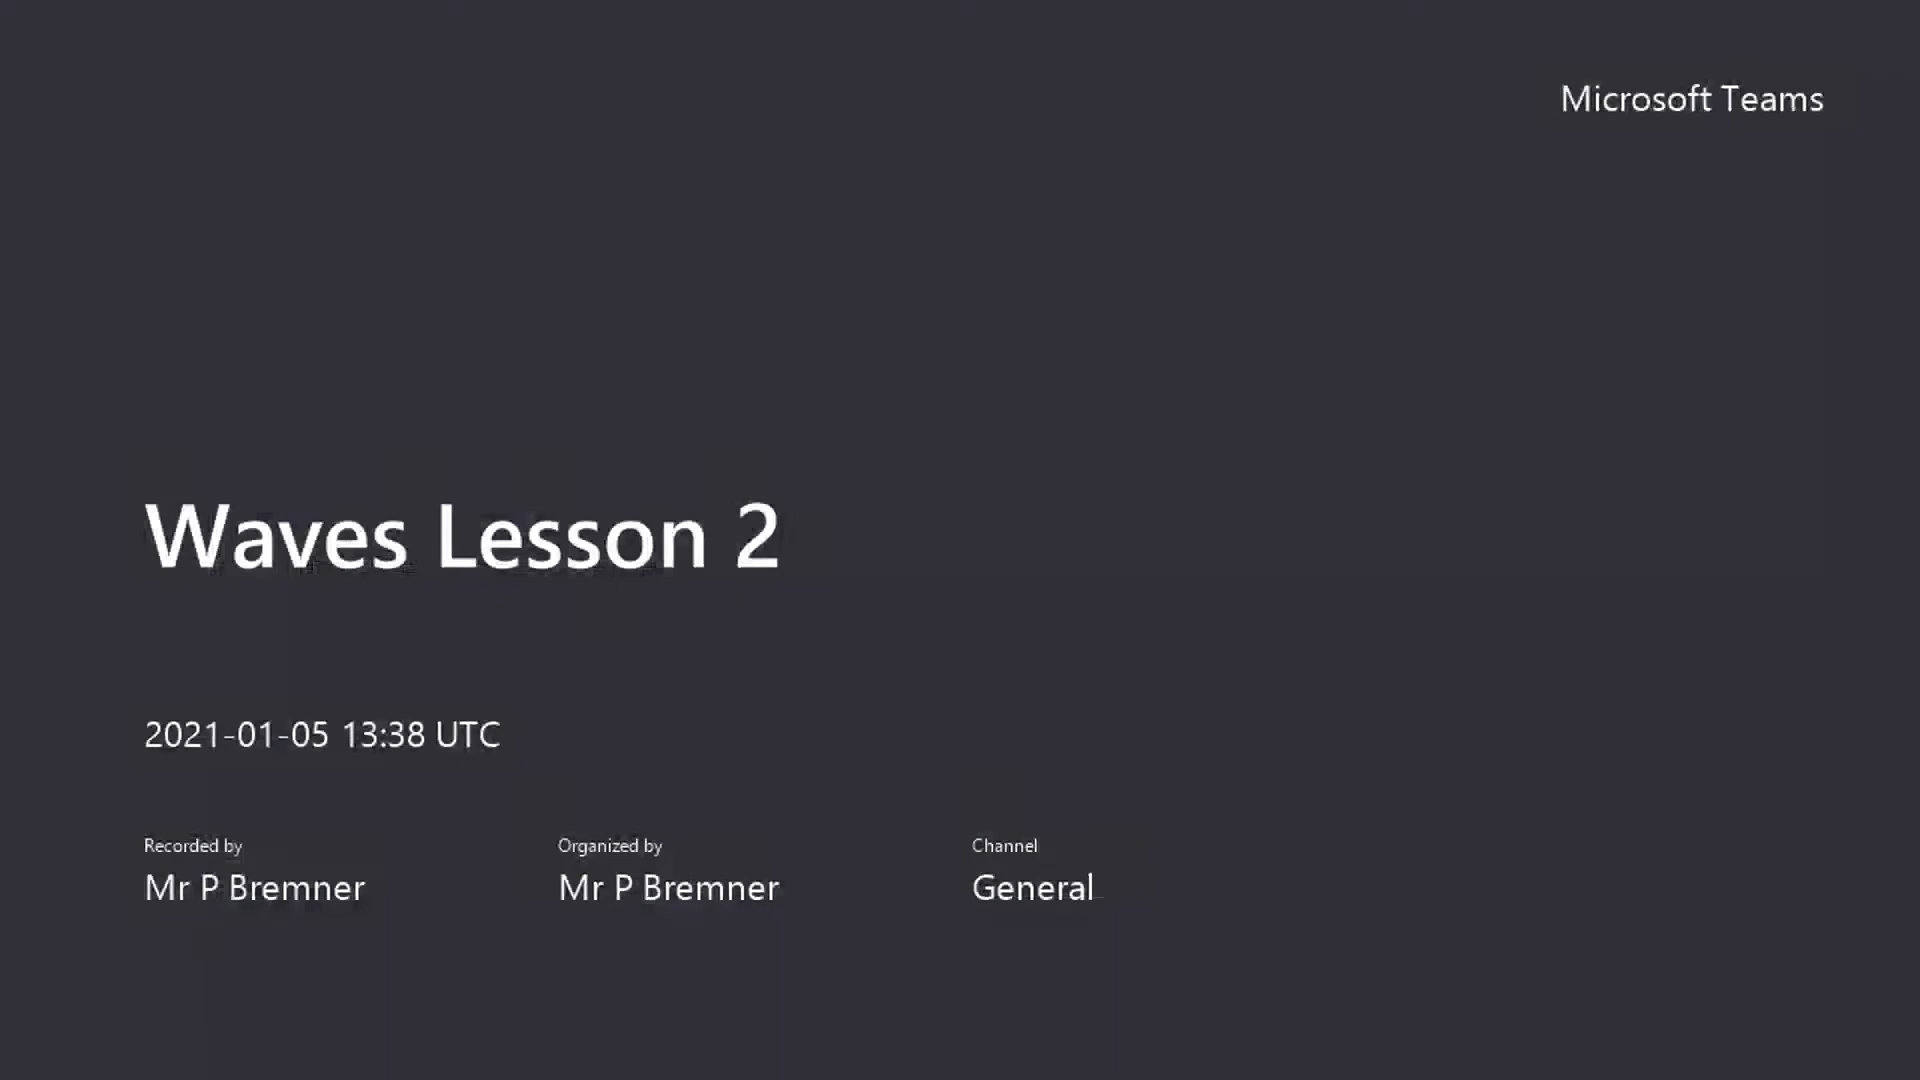 Microsoft Teams
Waves Lesson 2
2021-01-05 13:38 UTC
Recorded by
Mr P Bremner
Organized by
Mr P Bremner
Channel
General